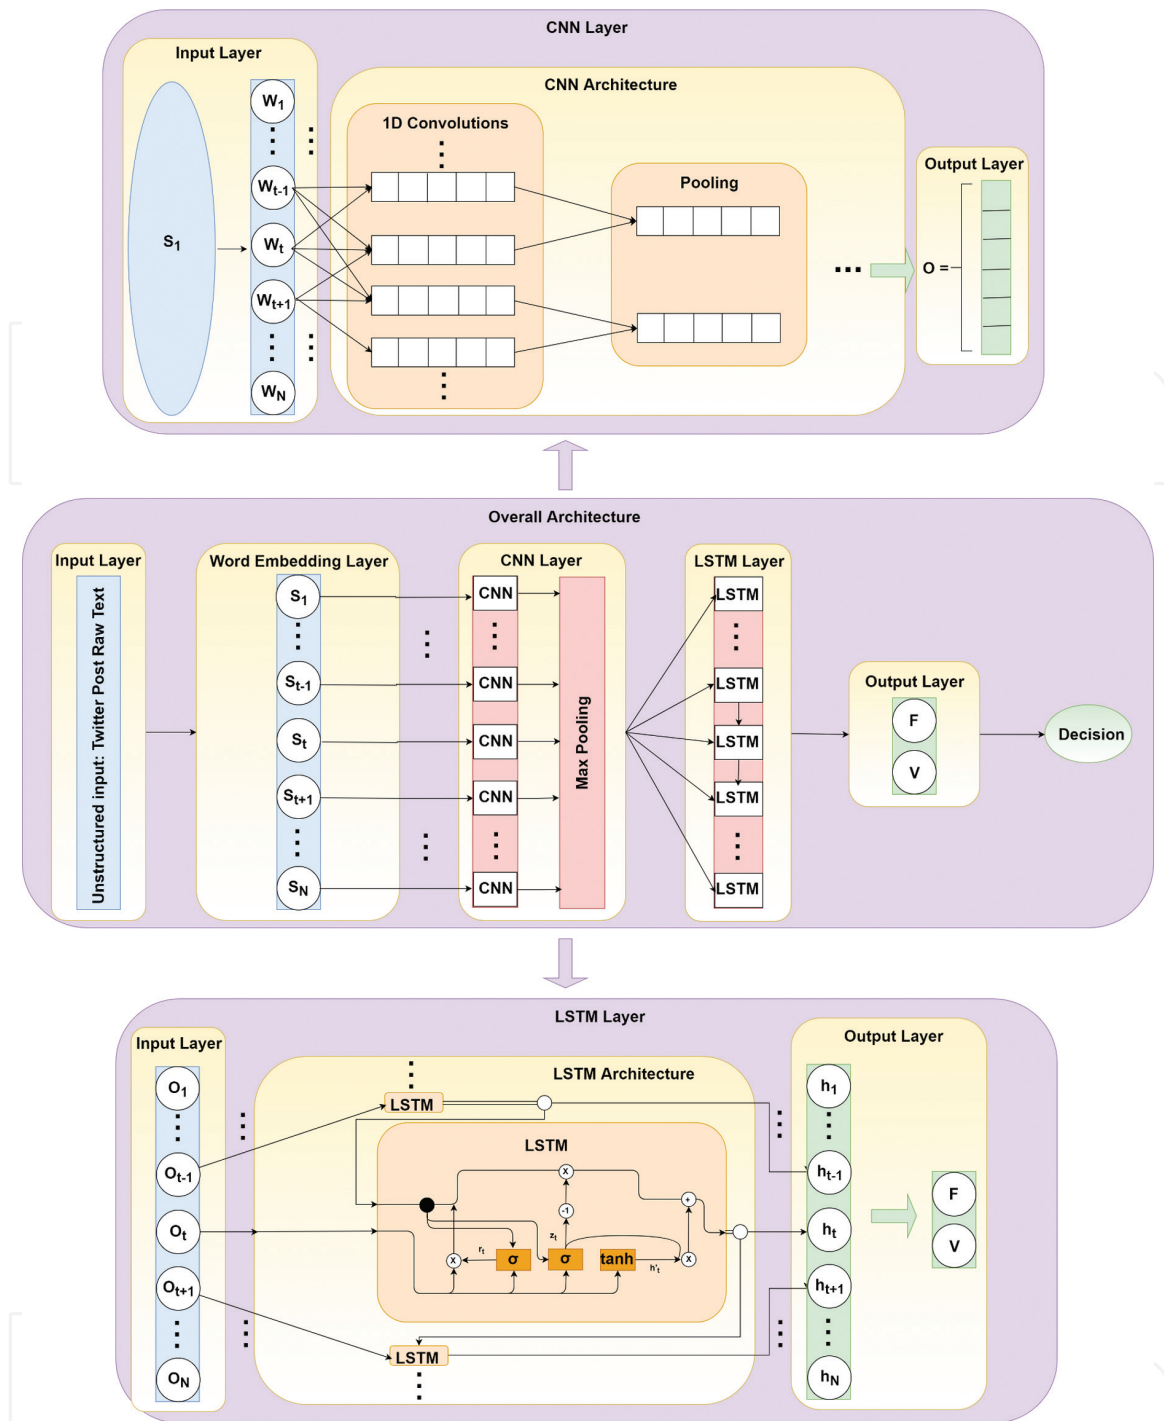 CNN Layer
Input Layer
S1
W1
Wt-1
Wt
Wt+1
WN
CNN Architecture
1D Convolutions
Pooling
Output Layer
O =
Overall Architecture
Input Layer
Unstructured input: Twitter Post Raw Text
Word Embedding Layer
S1
St-1
St
St+1
SN
CNN Layer
CNN
CNN
CNN
CNN
CNN
Max Pooling
LSTM Layer
LSTM
LSTM
LSTM
LSTM
LSTM
Output Layer
F
V
Decision
LSTM Layer
Input Layer
O1
Ot-1
Ot
Ot+1
ON
LSTM Architecture
LSTM
LSTM
X
-1
+
zt
rt
X
σ
σ
tanh
h't
X
LSTM
Output Layer
h1
ht-1
ht
ht+1
hN
F
V